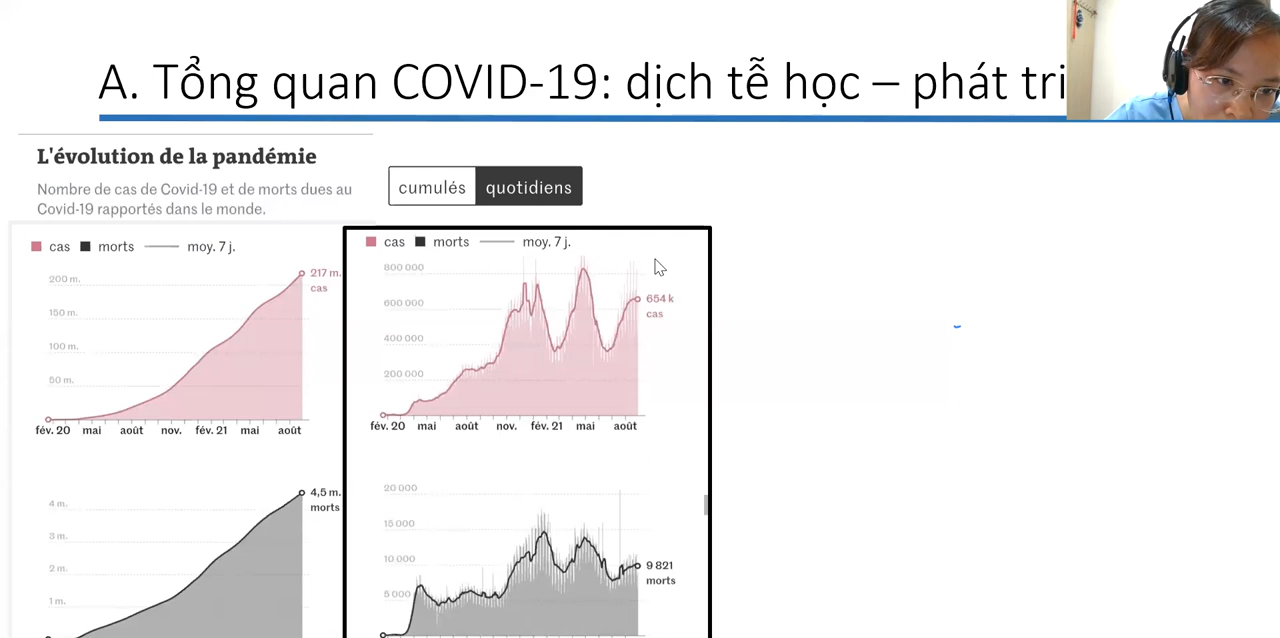 A. Tổng quan COVID-19: dịch tễ học – phát tri
L'évolution de la pandémie
Nombre de cas de Covid-19 et de morts dues au
Covid-19 rapportés dans le monde.
cumulés quotidiens
cas morts moy. 7 j.
200 m.
150 m.
100 m.
50 m.
217 m.
cas
fév. 20 mai août nov. fév. 21 mai août
4 m.
3 m.
2 m.
1 m.
4,5 m.
morts
cas morts moy. 7 j.
800 000
600 000
400 000
200 000
654 k
cas
fév. 20 mai août nov. fév. 21 mai août
20 000
15 000
10 000
5 000
9 821
morts